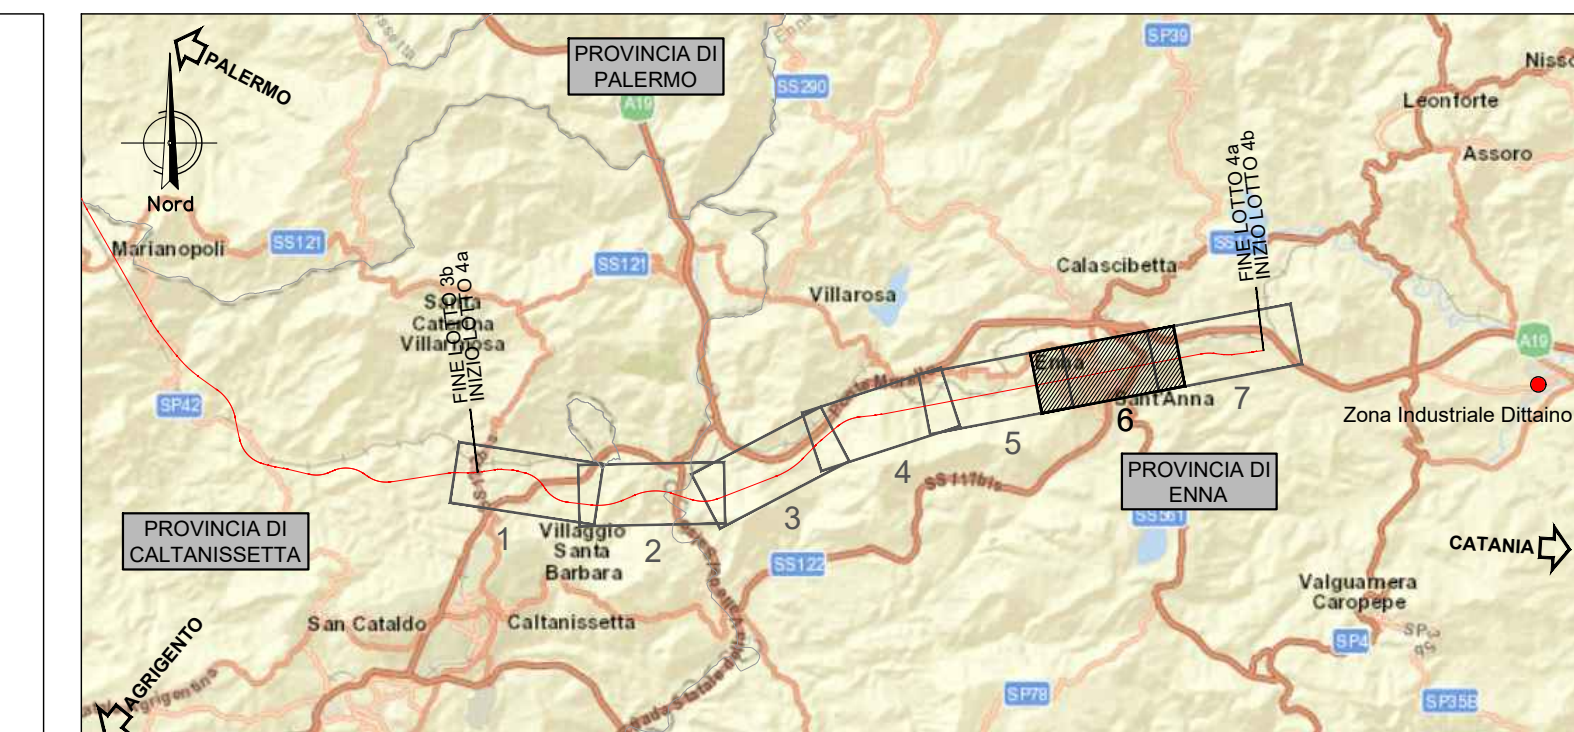 PALERMO
Nord
PROVINCIA DI
PALERMO
A19
SS290
SP39
Leonforte
Assoro
Marianopoli
SS121
SS121
Santa
Caterina
Villarmosa
FINE LOTTO 3b
INIZIO LOTTO 4a
Villarosa
Calascibetta
FINE LOTTO 4a
INIZIO LOTTO 4b
A19
Zona Industriale Dittaino
SP42
Enna
Sant'Anna
1
2
3
4
5
6
7
SS117bis
PROVINCIA DI
ENNA
SS561
SS122
PROVINCIA DI
CALTANISSETTA
Villaggio
Santa
Barbara
San Cataldo
Caltanissetta
CATANIA
Valguarnera
Caropepe
SP4
SP78
SP35B
AGRIGENTO